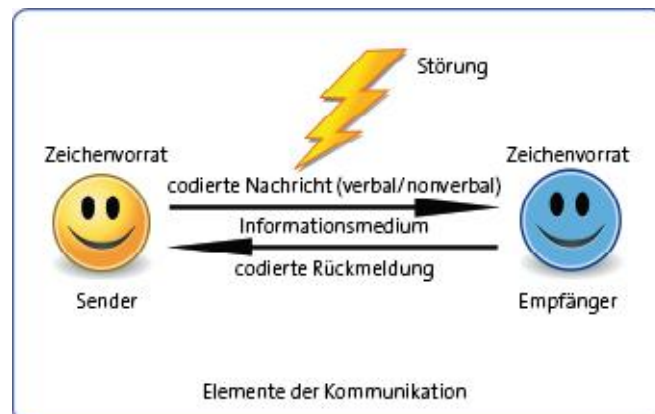 Störung
Zeichenvorrat
Zeichenvorrat
codierte Nachricht (verbal/nonverbal)
Informationsmedium
codierte Rückmeldung
Sender
Empfänger
Elemente der Kommunikation